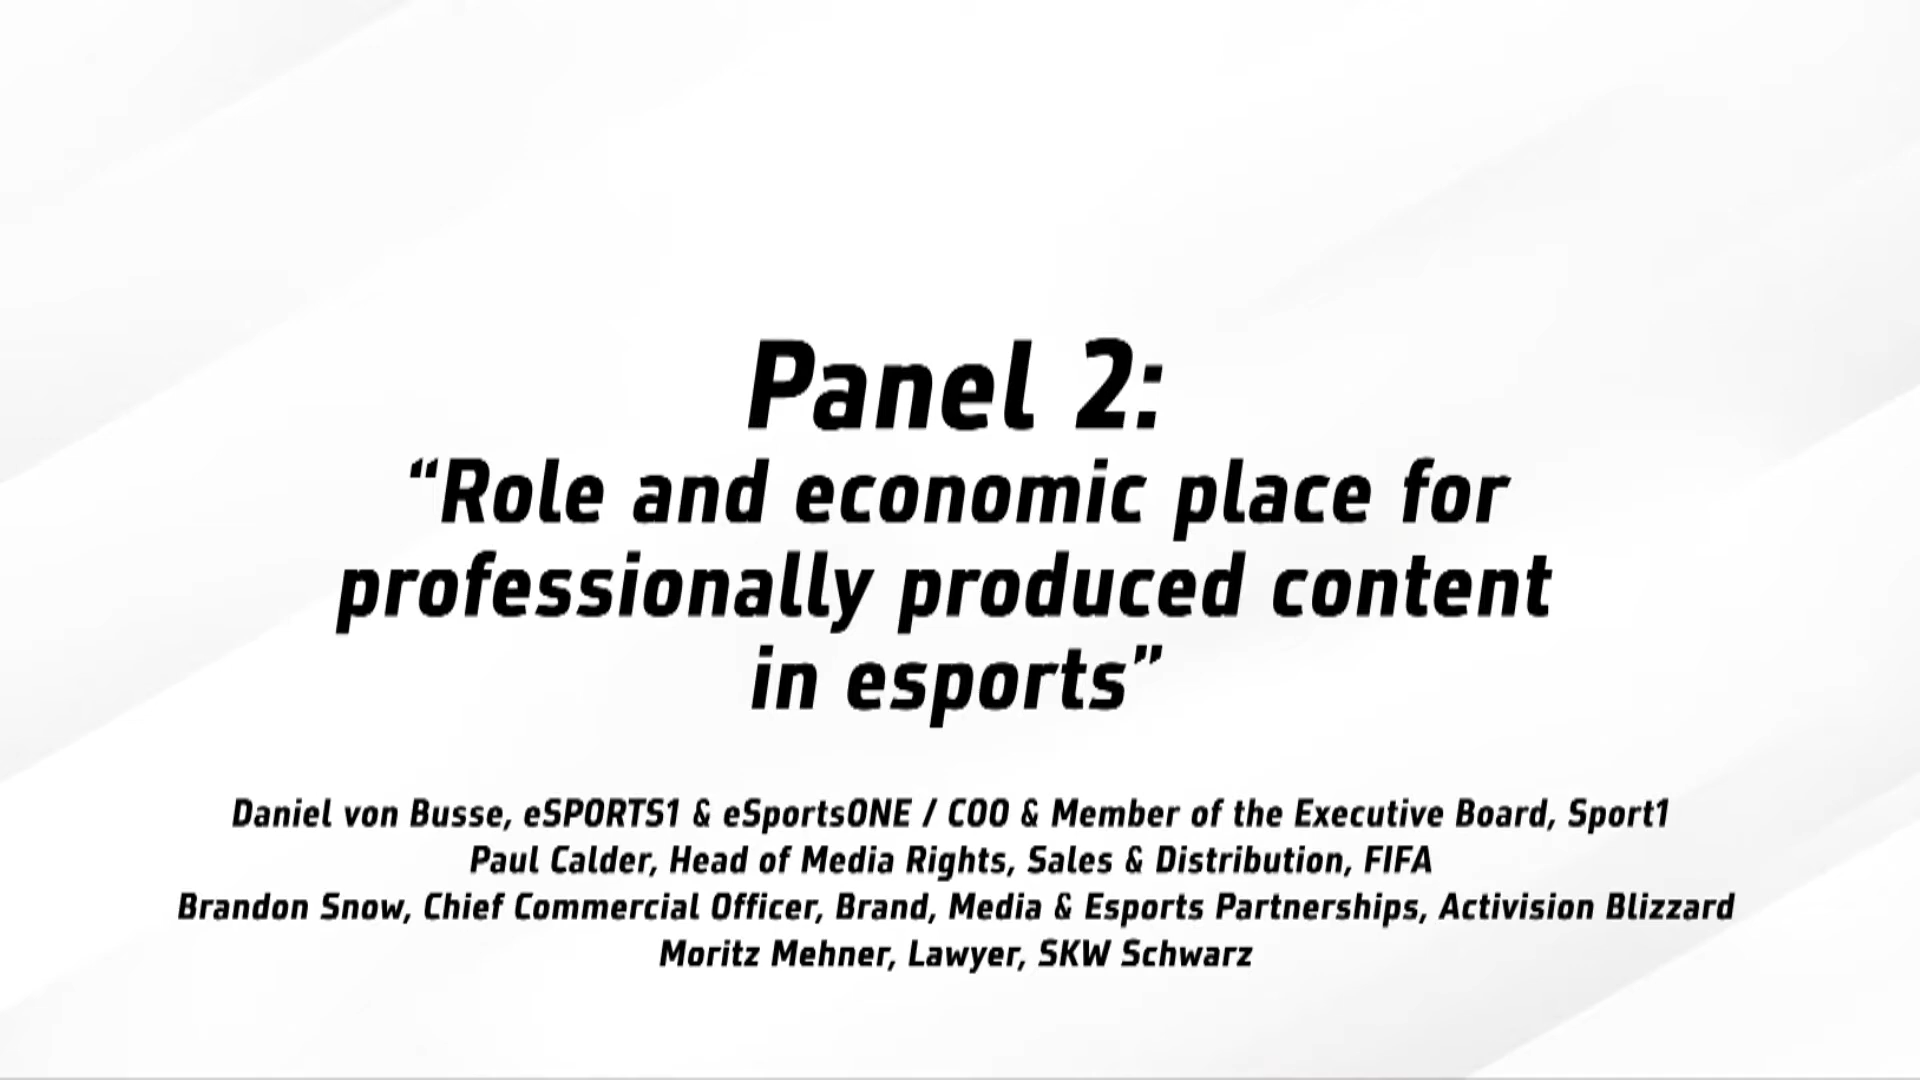 Panel 2:
“Role and economic place for
professionally produced content
in esports”
Daniel von Busse, eSPORTS1 & eSportsONE / COO & Member of the Executive Board, Sport1
Paul Calder, Head of Media Rights, Sales & Distribution, FIFA
Brandon Snow, Chief Commercial Officer, Brand, Media & Esports Partnerships, Activision Blizzard
Moritz Mehner, Lawyer, SKW Schwarz